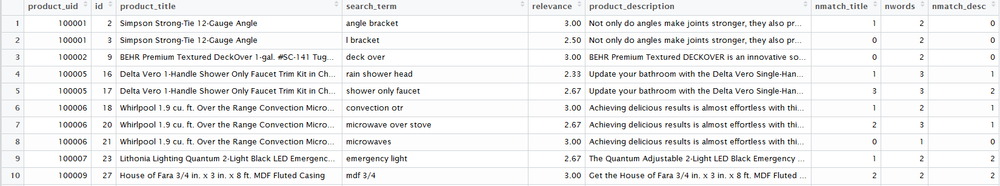 product_uid id product_title search_term relevance product_description nmatch_title nwords nmatch_desc
1 100001 2 Simpson Strong-Tie 12-Gauge Angle angle bracket 3.00 Not only do angles make joints stronger, they also pr... 1 2 0
2 100001 3 Simpson Strong-Tie 12-Gauge Angle l bracket 2.50 Not only do angles make joints stronger, they also pr... 0 2 0
3 100002 9 BEHR Premium Textured DeckOver 1-gal. #SC-141 Tug... deck over 3.00 BEHR Premium Textured DECKOVER is an innovative so... 0 2 0
4 100005 16 Delta Vero 1-Handle Shower Only Faucet Trim Kit in Ch... rain shower head 2.33 Update your bathroom with the Delta Vero Single-Han... 1 3 1
5 100005 17 Delta Vero 1-Handle Shower Only Faucet Trim Kit in Ch... shower only faucet 2.67 Update your bathroom with the Delta Vero Single-Han... 3 3 2
6 100006 18 Whirlpool 1.9 cu. ft. Over the Range Convection Micro... convection otr 3.00 Achieving delicious results is almost effortless with thi... 1 2 1
7 100006 20 Whirlpool 1.9 cu. ft. Over the Range Convection Micro... microwave over stove 2.67 Achieving delicious results is almost effortless with thi... 2 3 1
8 100006 21 Whirlpool 1.9 cu. ft. Over the Range Convection Micro... microwaves 3.00 Achieving delicious results is almost effortless with thi... 0 1 0
9 100007 23 Lithonia Lighting Quantum 2-Light Black LED Emergenc... emergency light 2.67 The Quantum Adjustable 2-Light LED Black Emergency ... 1 2 2
10 100009 27 House of Fara 3/4 in. x 3 in. x 8 ft. MDF Fluted Casing mdf 3/4 3.00 Get the House of Fara 3/4 in. x 3 in. x 8 ft. MDF Fluted ... 2 2 2